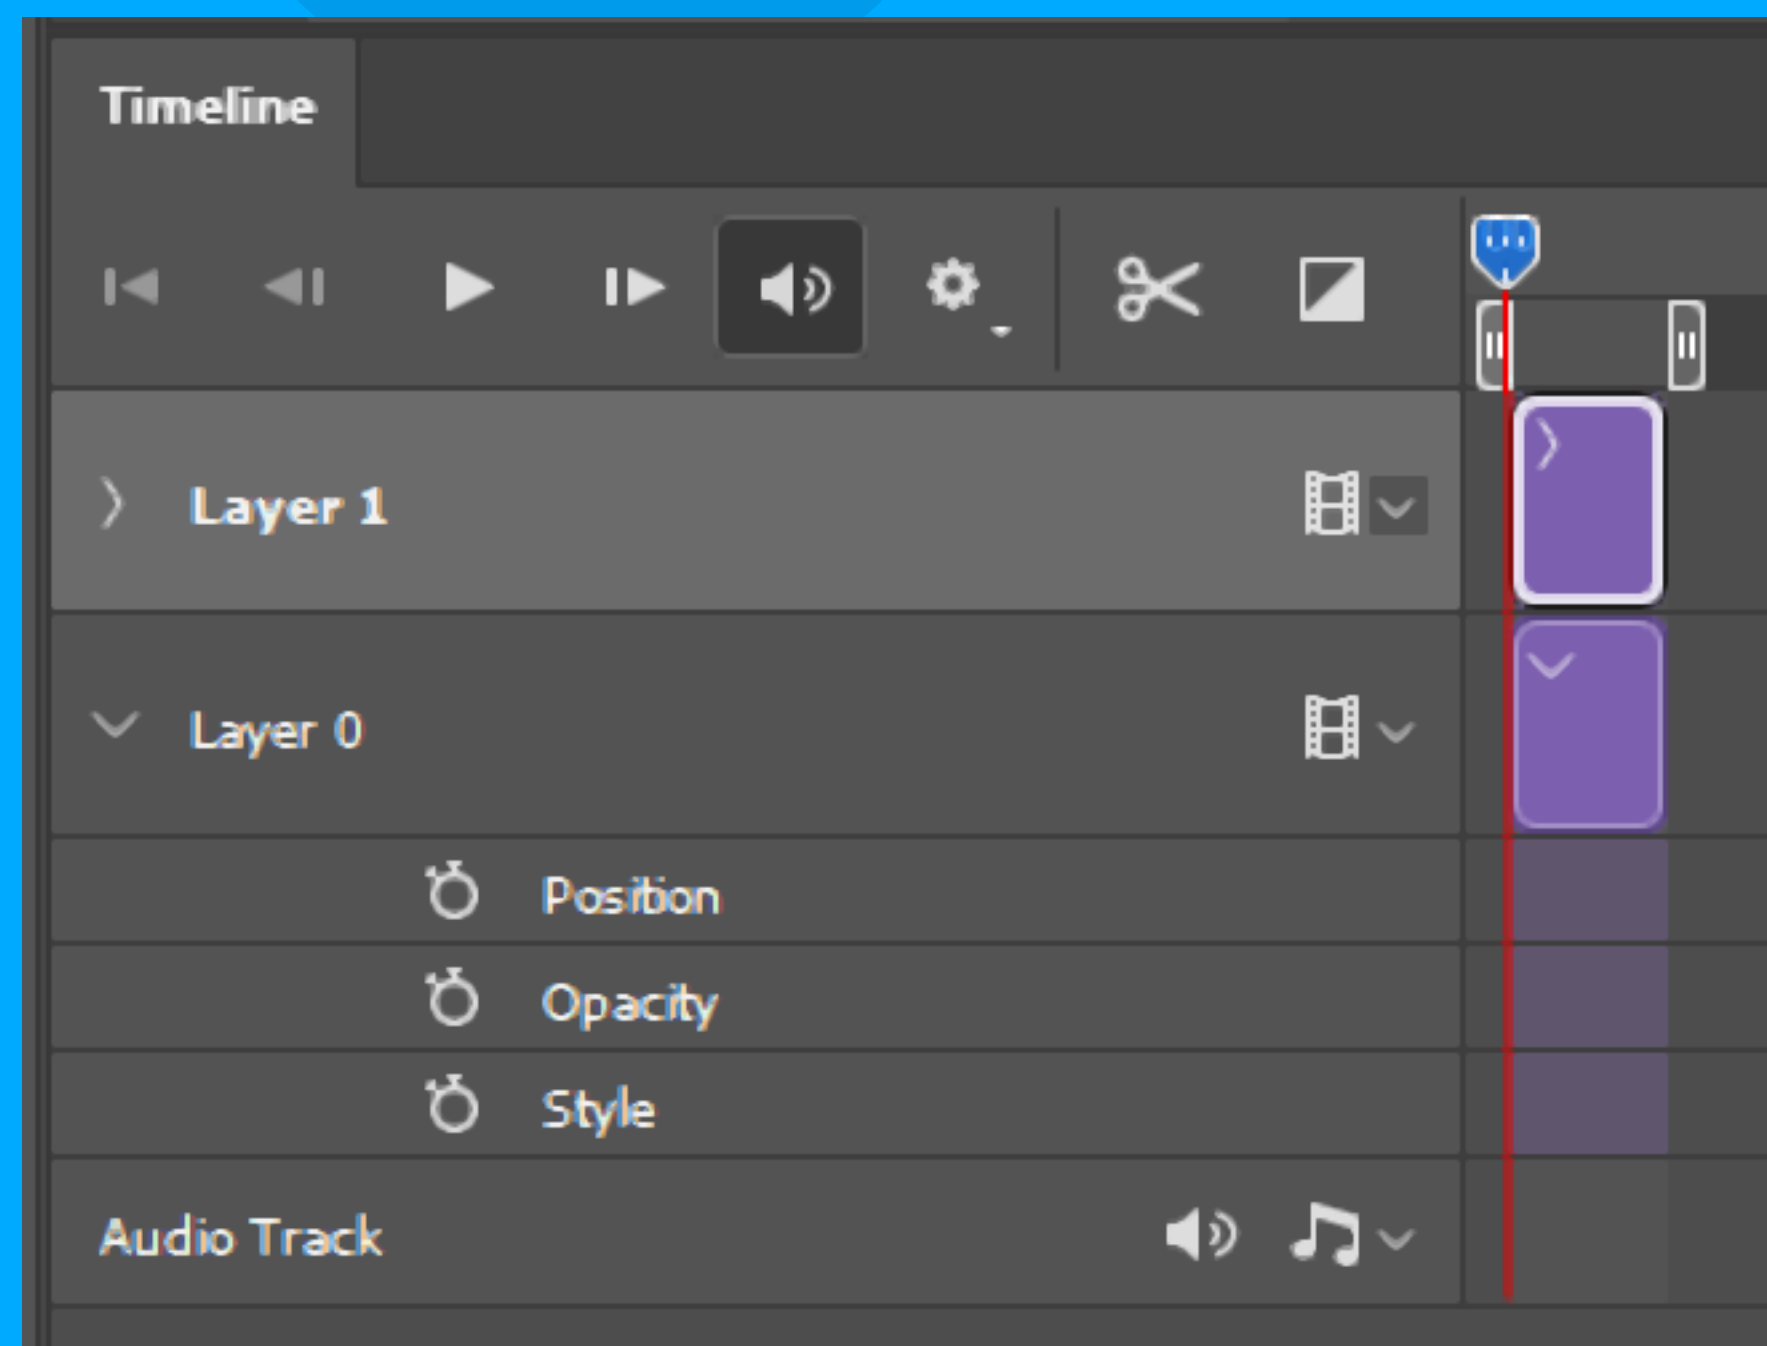 Timeline
Layer 1
Layer 0
Position
Opacity
Style
Audio Track